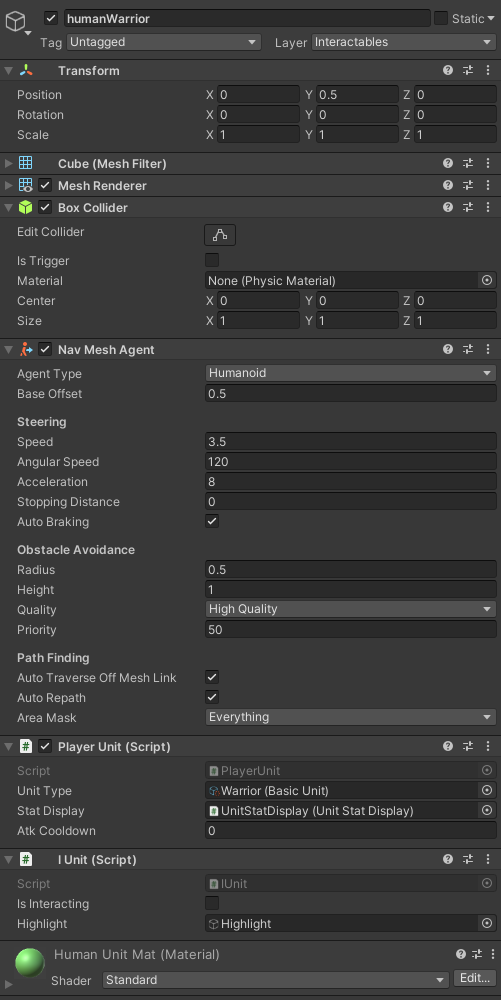 humanWarrior Static
Tag Untagged Layer Interactables
Transform
Position X 0 Y 0.5 Z 0
Rotation X 0 Y 0 Z 0
Scale X 1 Y 1 Z 1
Cube (Mesh Filter)
Mesh Renderer
Box Collider
Edit Collider
Is Trigger
Material None (Physic Material)
Center X 0 Y 0 Z 0
Size X 1 Y 1 Z 1
Nav Mesh Agent
Agent Type Humanoid
Base Offset 0.5
Steering
Speed 3.5
Angular Speed 120
Acceleration 8
Stopping Distance 0
Auto Braking
Obstacle Avoidance
Radius 0.5
Height 1
Quality High Quality
Priority 50
Path Finding
Auto Traverse Off Mesh Link
Auto Repath
Area Mask Everything
# Player Unit (Script)
Script # PlayerUnit
Unit Type Warrior (Basic Unit)
Stat Display # UnitStatDisplay (Unit Stat Display)
Atk Cooldown 0
# I Unit (Script)
Script # IUnit
Is Interacting
Highlight Highlight
Human Unit Mat (Material)
Shader Standard Edit...